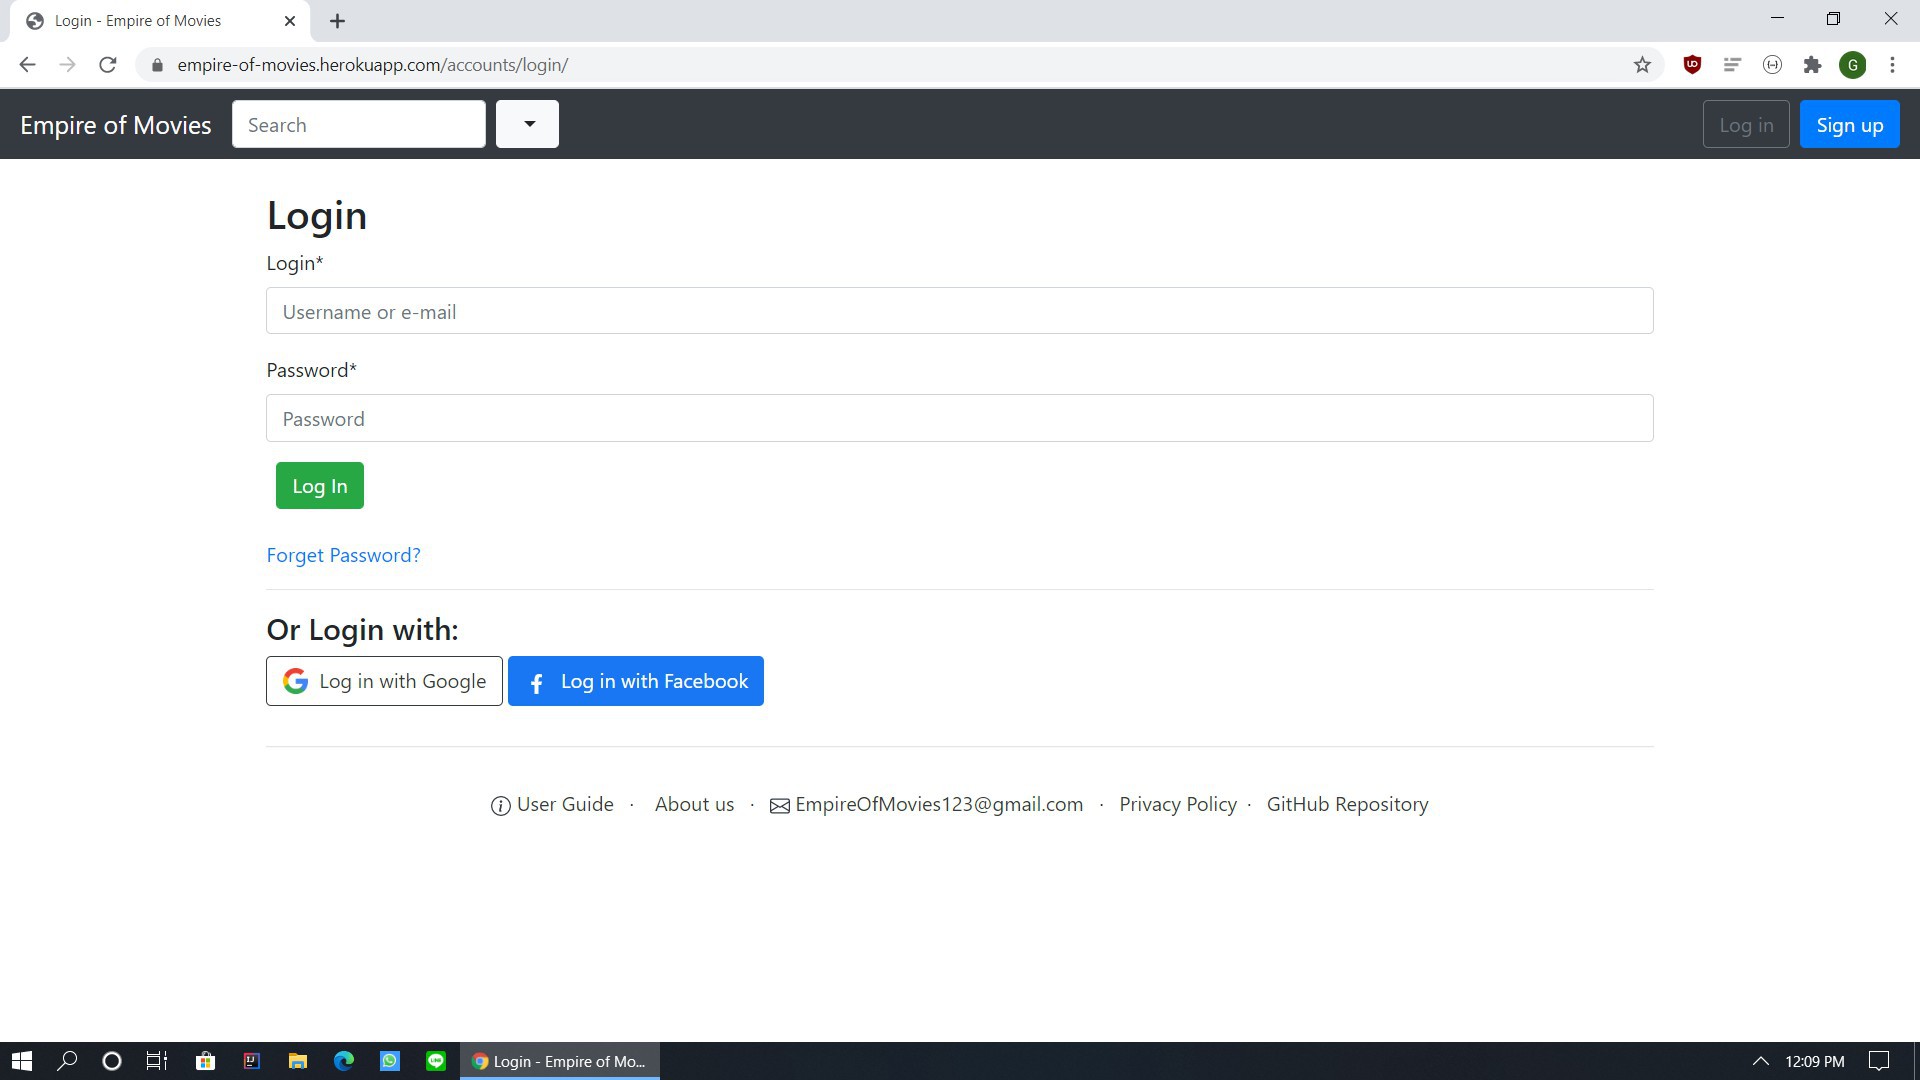 Login - Empire of Movies
empire-of-movies.herokuapp.com/accounts/login/
G
Empire of Movies
Search
Log in
Sign up
Login
Login*
Username or e-mail
Password*
Password
Log In
Forget Password?
Or Login with:
Log in with Google
Log in with Facebook
User Guide · About us · EmpireOfMovies123@gmail.com · Privacy Policy · GitHub Repository
Login - Empire of Mo...
12:09 PM